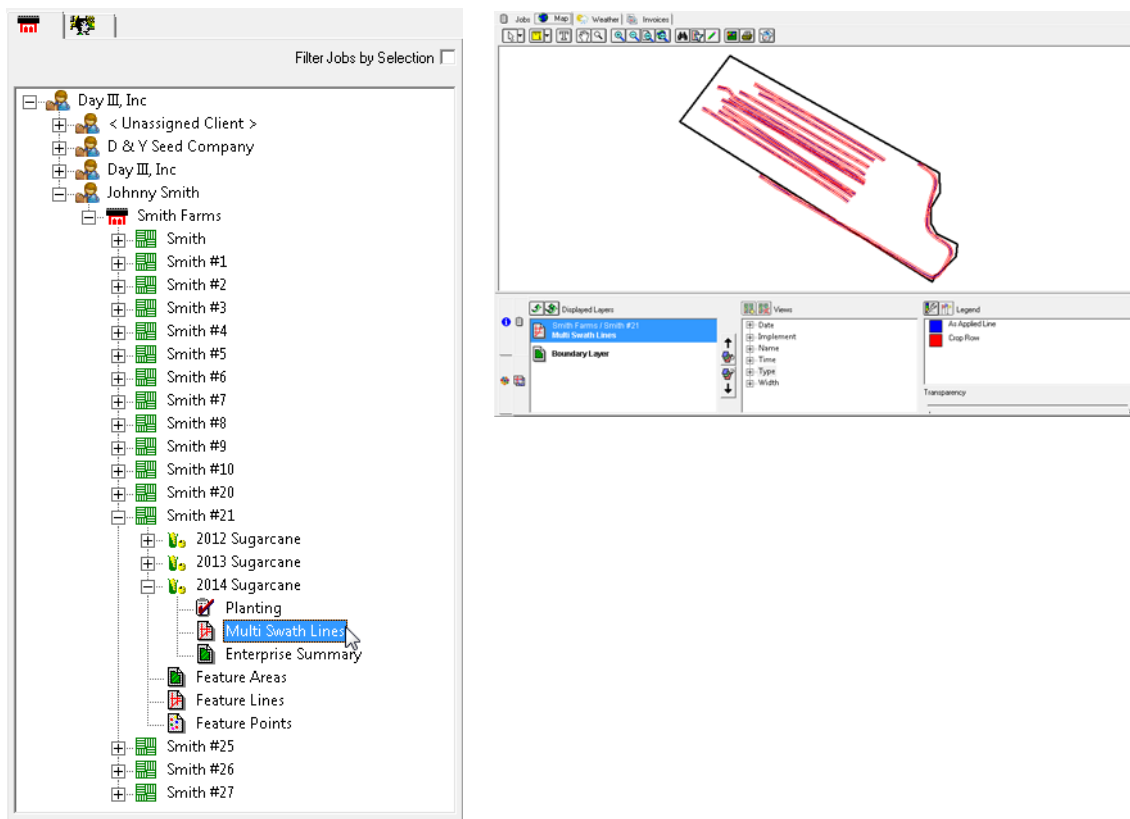 Filter Jobs by Selection
Day III, Inc
< Unassigned Client >
D & Y Seed Company
Day III, Inc
Johnny Smith
Smith Farms
Smith
Smith #1
Smith #2
Smith #3
Smith #4
Smith #5
Smith #6
Smith #7
Smith #8
Smith #9
Smith #10
Smith #20
Smith #21
2012 Sugarcane
2013 Sugarcane
2014 Sugarcane
Planting
Multi Swath Lines
Enterprise Summary
Feature Areas
Feature Lines
Feature Points
Smith #25
Smith #26
Smith #27
Jobs Map Weather Invoices
Displayed Layers
Smith Farms / Smith #21
Multi Swath Lines
Boundary Layer
Views
Date
Implement
Name
Time
Type
Width
Legend
As Applied Line
Crop Row
Transparency